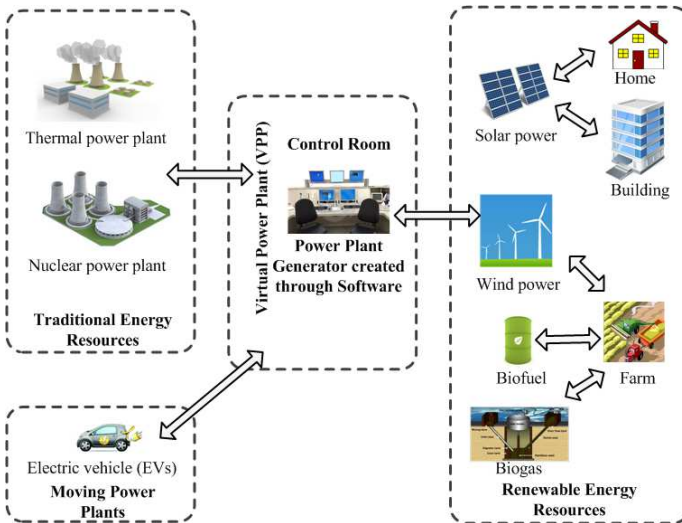 Thermal power plant
Nuclear power plant
Traditional Energy
Resources
Electric vehicle (EVs)
Moving Power
Plants
Virtual Power Plant (VPP)
Control Room
Power Plant
Generator created
through Software
Solar power
Home
Building
Wind power
Biofuel
Farm
Biogas
Renewable Energy
Resources